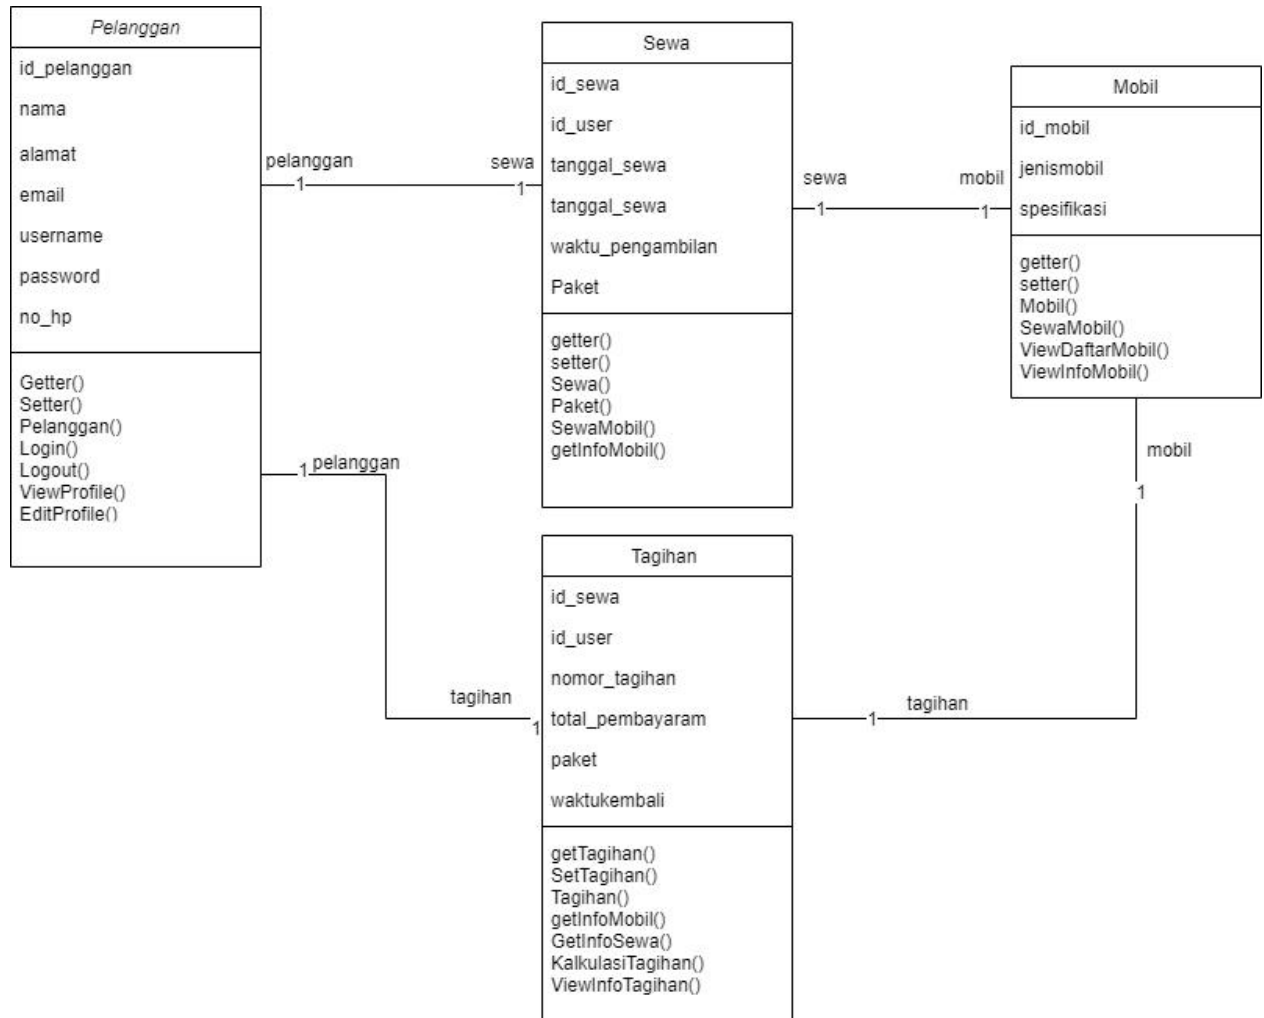 Pelanggan
id_pelanggan
nama
alamat
email
username
password
no_hp
Getter()
Setter()
Pelanggan()
Login()
Logout()
ViewProfile()
EditProfile()
pelanggan
1
sewa
1
Sewa
id_sewa
id_user
tanggal_sewa
tanggal_sewa
waktu_pengambilan
Paket
getter()
setter()
Sewa()
Paket()
SewaMobil()
getInfoMobil()
sewa
1
mobil
1
Mobil
id_mobil
jenismobil
spesifikasi
getter()
setter()
Mobil()
SewaMobil()
ViewDaftarMobil()
ViewInfoMobil()
1 pelanggan
tagihan
1
Tagihan
id_sewa
id_user
nomor_tagihan
total_pembayaram
paket
waktukembali
getTagihan()
SetTagihan()
Tagihan()
getInfoMobil()
GetInfoSewa()
KalkulasiTagihan()
ViewInfoTagihan()
mobil
1
tagihan
1